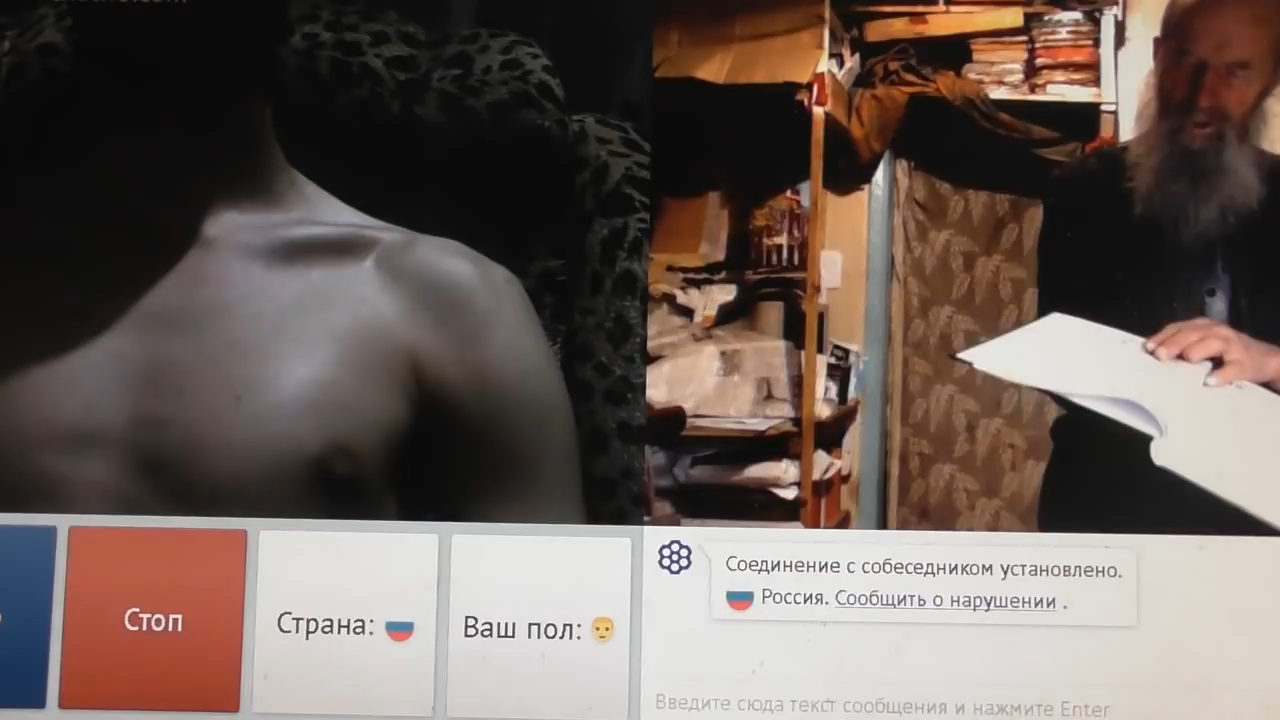 Стоп
Страна:
Ваш пол:
Соединение с собеседником установлено.
Россия. Сообщить о нарушении .
Введите сюда текст сообщения и нажмите Enter